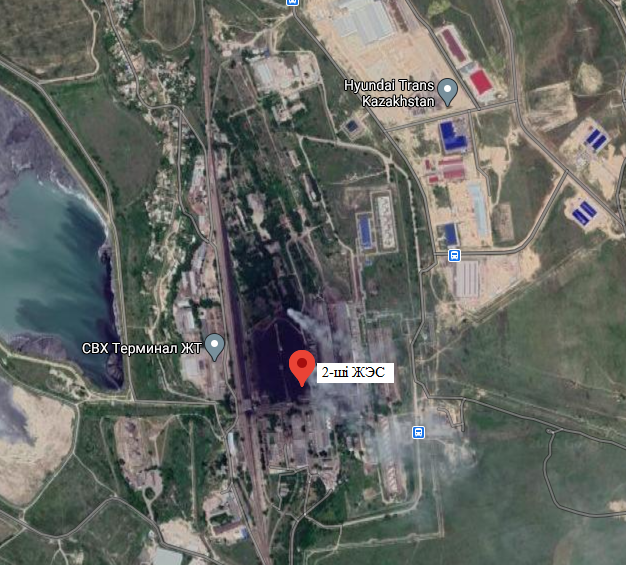 Hyundai Trans
Kazakhstan
СВХ Терминал ЖТ
2-ші ЖЭС